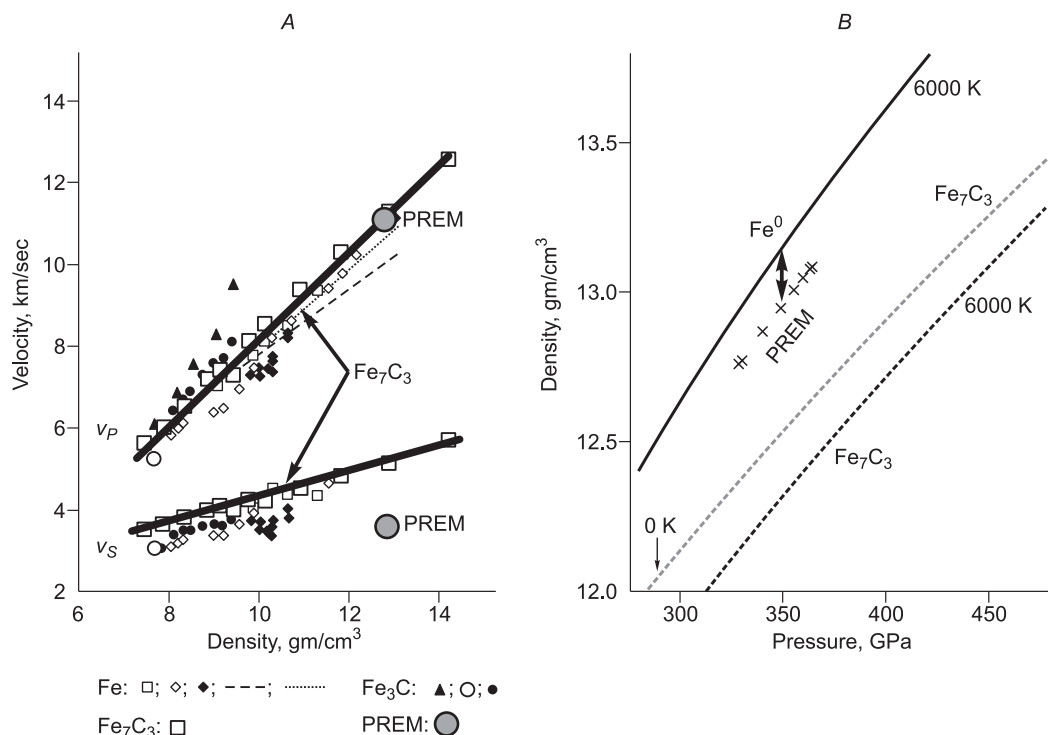 A
14
12
10
8
6
4
2
6
8
10
12
14
Velocity, km/sec
Density, gm/cm³
PREM
Fe₇C₃
vP
PREM
vS
Fe: □; ◇; ◆; -----; ..........
Fe₃C: ▲; ○; ●
Fe₇C₃: □
PREM:
B
6000 K
13.5
13.0
12.5
12.0
300
350
400
450
Density, gm/cm³
Pressure, GPa
Fe₇C₃
Fe⁰
6000 K
PREM
Fe₇C₃
0 K